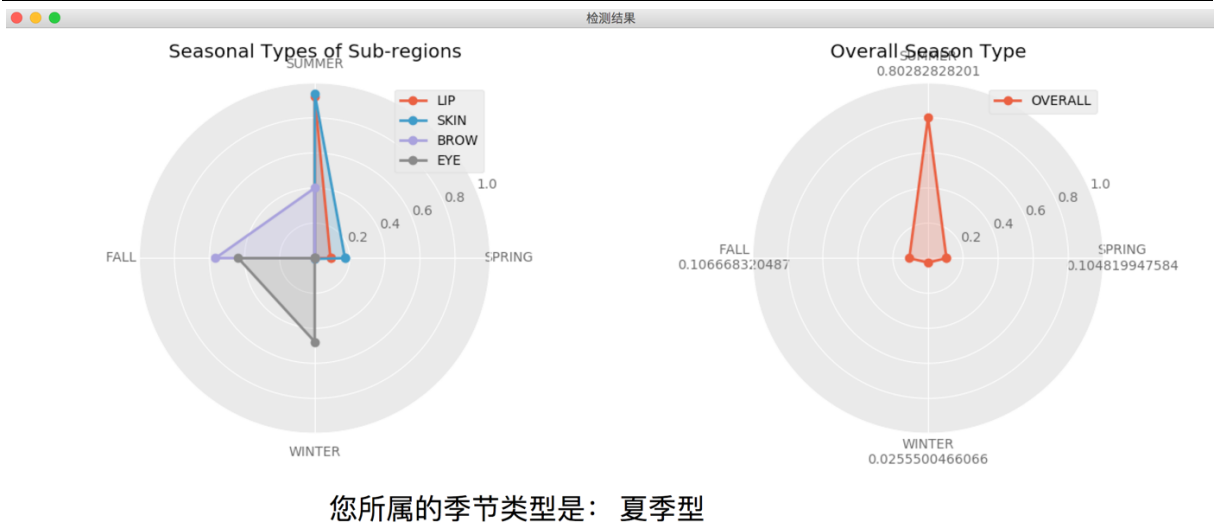 检测结果
Seasonal Types of Sub-regions
SUMMER
LIP
SKIN
BROW
EYE
1.0
0.8
0.6
0.4
0.2
FALL
SPRING
WINTER
Overall Season Type
SUMMER
0.80282828201
OVERALL
1.0
0.8
0.6
0.4
0.2
FALL
0.106668320487
SPRING
0.104819947584
WINTER
0.0255500466066
您所属的季节类型是： 夏季型